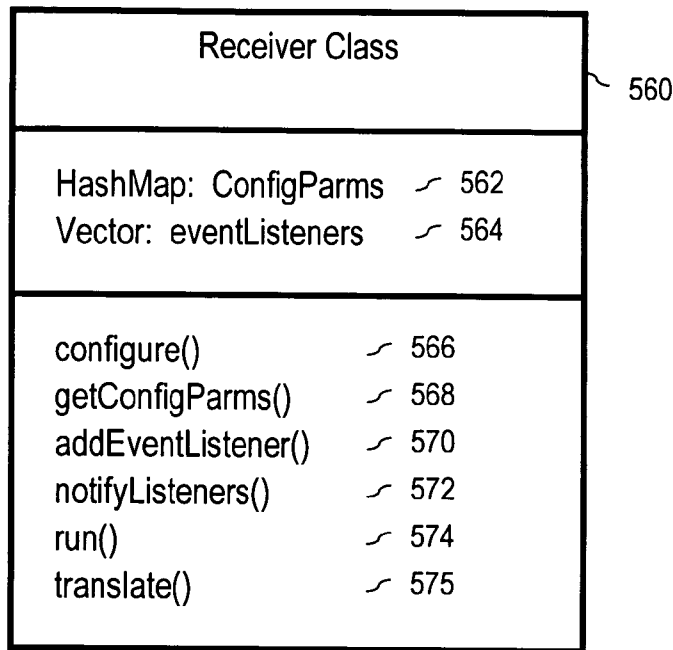 Receiver Class
560
HashMap: ConfigParms 562
Vector: eventListeners 564
configure() 566
getConfigParms() 568
addEventListener() 570
notifyListeners() 572
run() 574
translate() 575